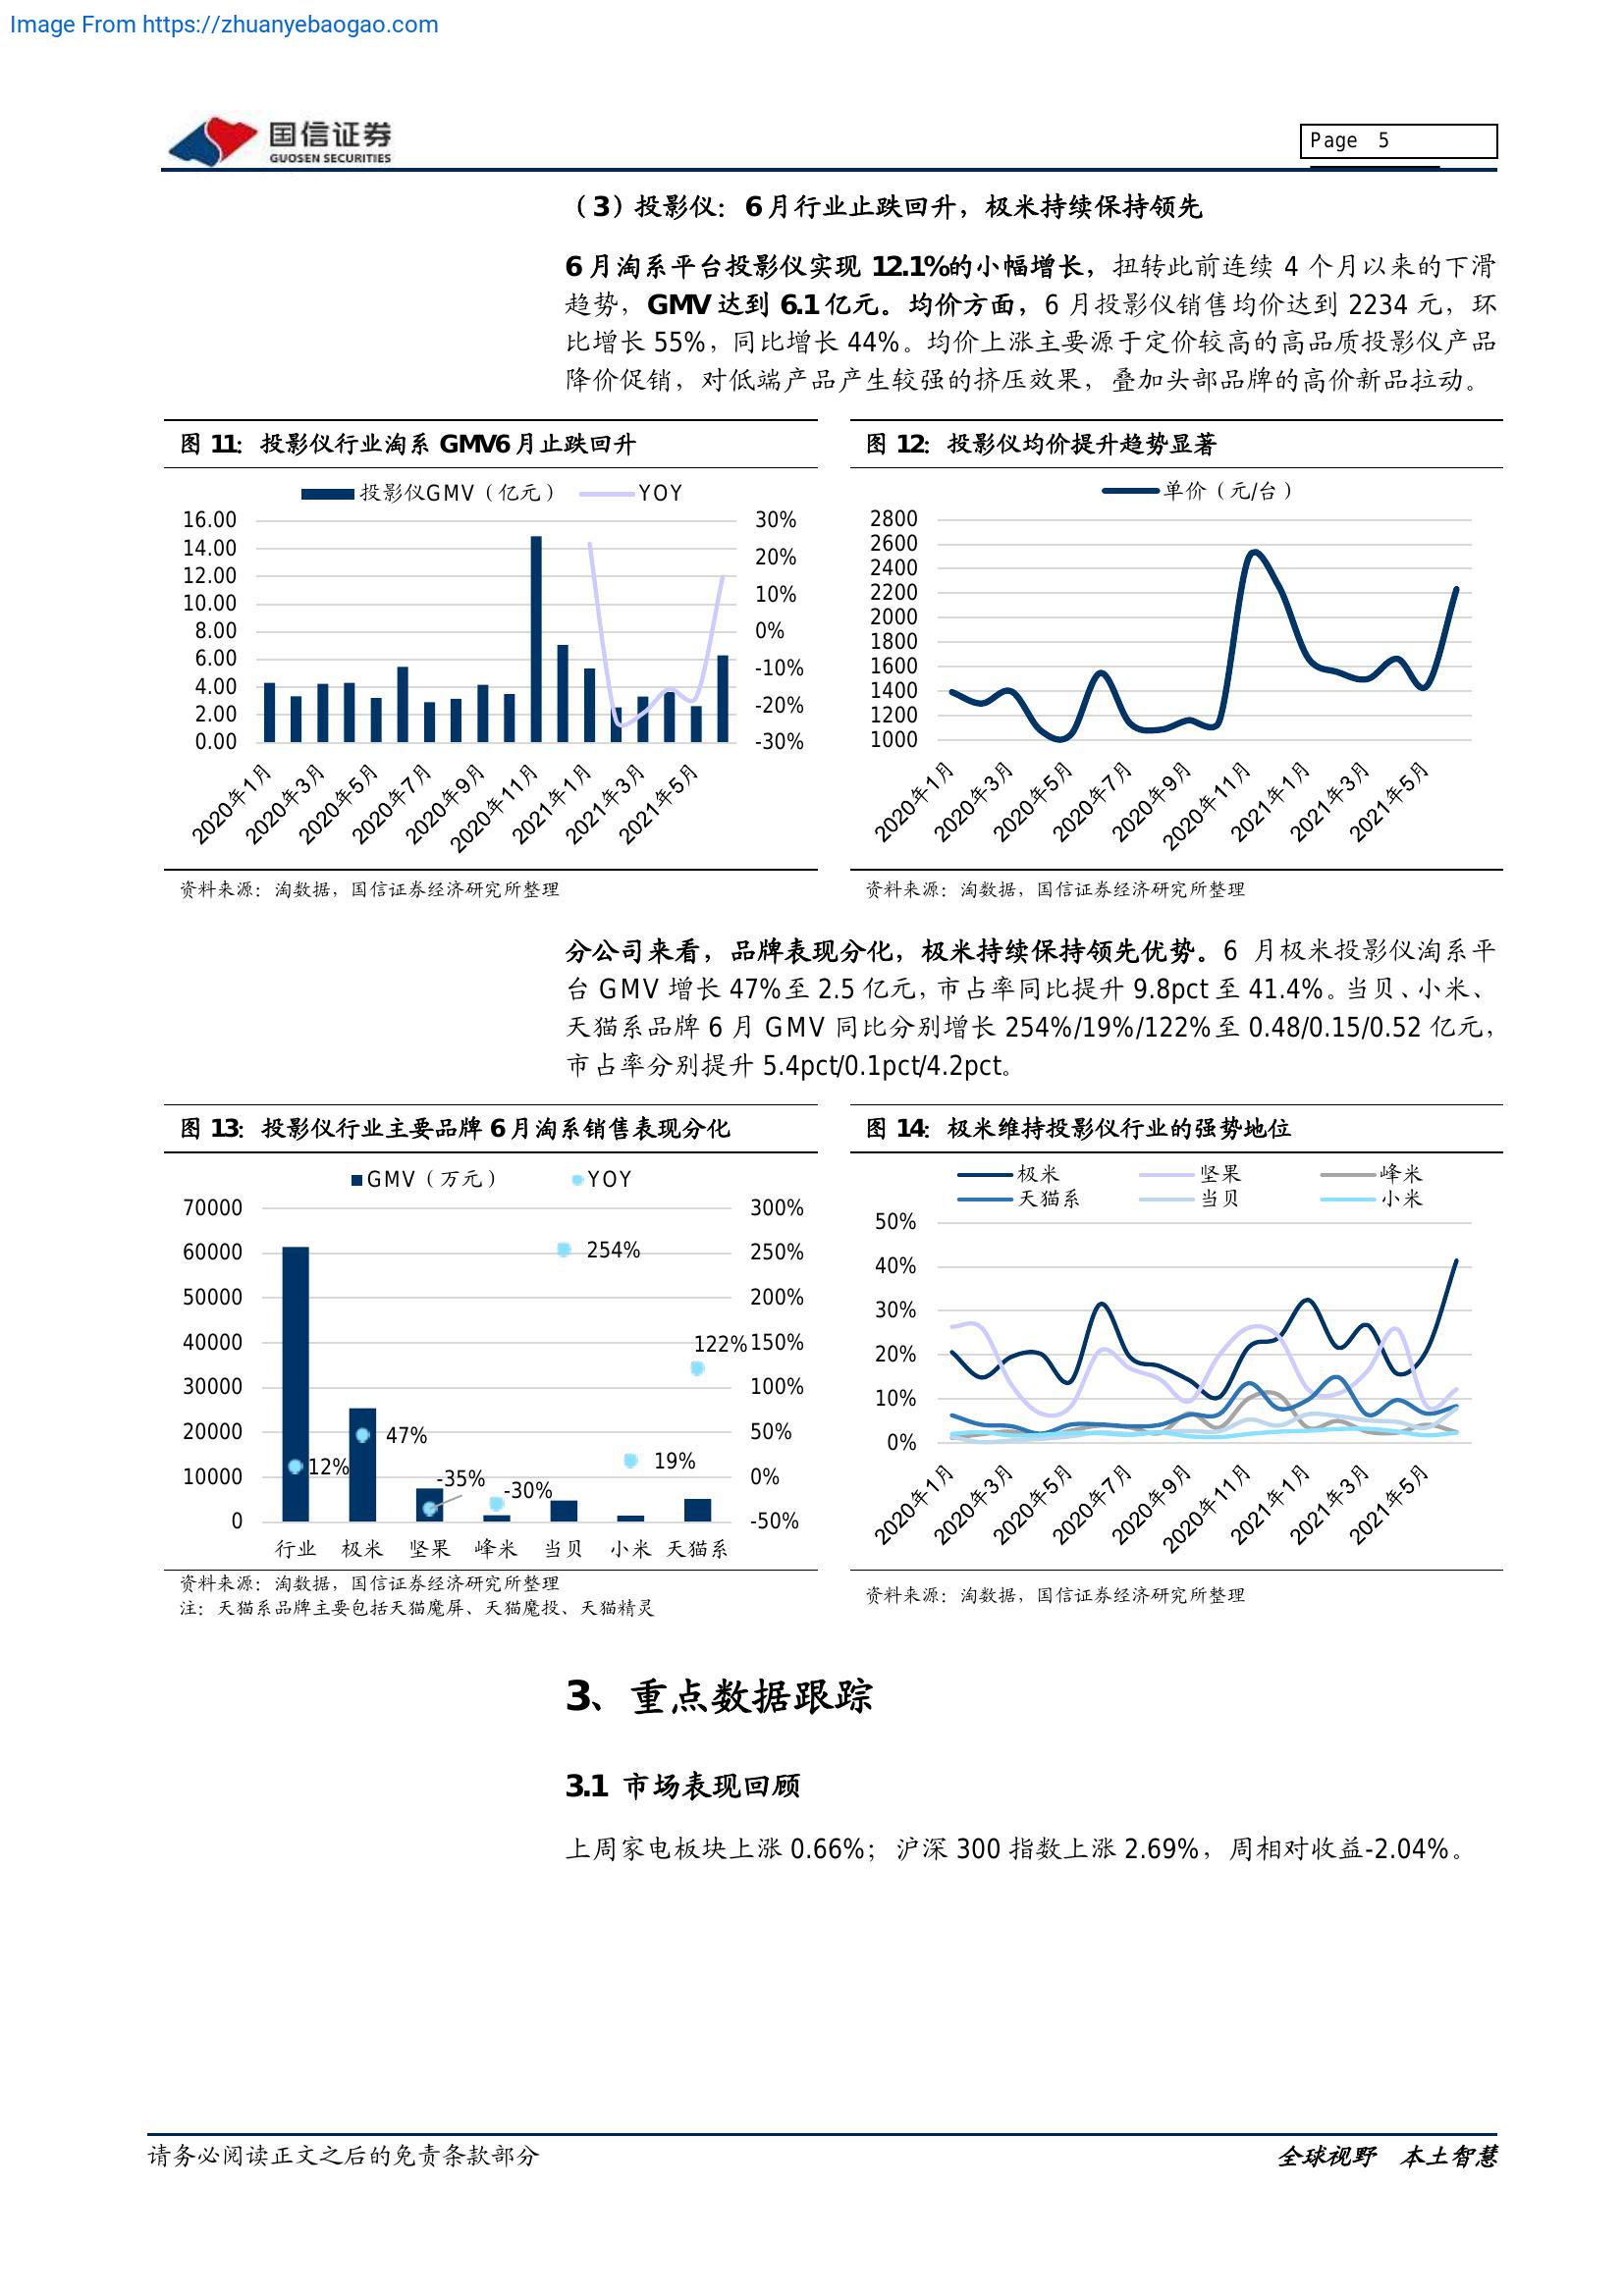 Image From https://zhuanyebaogao.com
国信证券
GUOSEN SECURITIES
Page 5
（3）投影仪：6月行业止跌回升，极米持续保持领先
6月淘系平台投影仪实现 12.1%的小幅增长，扭转此前连续 4 个月以来的下滑
趋势，GMV 达到 6.1 亿元。均价方面，6 月投影仪销售均价达到 2234 元，环
比增长 55%，同比增长 44%。均价上涨主要源于定价较高的高品质投影仪产品
降价促销，对低端产品产生较强的挤压效果，叠加头部品牌的高价新品拉动。
图 11：投影仪行业淘系 GMV6 月止跌回升
投影仪GMV（亿元） YOY
16.00
14.00
12.00
10.00
8.00
6.00
4.00
2.00
0.00
30%
20%
10%
0%
-10%
-20%
-30%
2020年1月
2020年3月
2020年5月
2020年7月
2020年9月
2020年11月
2021年1月
2021年3月
2021年5月
资料来源：淘数据，国信证券经济研究所整理
图 12：投影仪均价提升趋势显著
单价（元/台）
2800
2600
2400
2200
2000
1800
1600
1400
1200
1000
2020年1月
2020年3月
2020年5月
2020年7月
2020年9月
2020年11月
2021年1月
2021年3月
2021年5月
资料来源：淘数据，国信证券经济研究所整理
分公司来看，品牌表现分化，极米持续保持领先优势。6 月极米投影仪淘系平
台 GMV 增长 47%至 2.5 亿元，市占率同比提升 9.8pct 至 41.4%。当贝、小米、
天猫系品牌 6 月 GMV 同比分别增长 254%/19%/122%至 0.48/0.15/0.52 亿元，
市占率分别提升 5.4pct/0.1pct/4.2pct。
图 13：投影仪行业主要品牌 6 月淘系销售表现分化
GMV（万元） YOY
70000
60000
50000
40000
30000
20000
10000
0
300%
250%
200%
150%
100%
50%
0%
-50%
12%
47%
-35%
-30%
254%
19%
122%
行业 极米 坚果 峰米 当贝 小米 天猫系
资料来源：淘数据，国信证券经济研究所整理
注：天猫系品牌主要包括天猫魔屏、天猫魔投、天猫精灵
图 14：极米维持投影仪行业的强势地位
极米 坚果 峰米
天猫系 当贝 小米
50%
40%
30%
20%
10%
0%
2020年1月
2020年3月
2020年5月
2020年7月
2020年9月
2020年11月
2021年1月
2021年3月
2021年5月
资料来源：淘数据，国信证券经济研究所整理
3、重点数据跟踪
3.1 市场表现回顾
上周家电板块上涨 0.66%；沪深 300 指数上涨 2.69%，周相对收益-2.04%。
请务必阅读正文之后的免责条款部分
全球视野 本土智慧